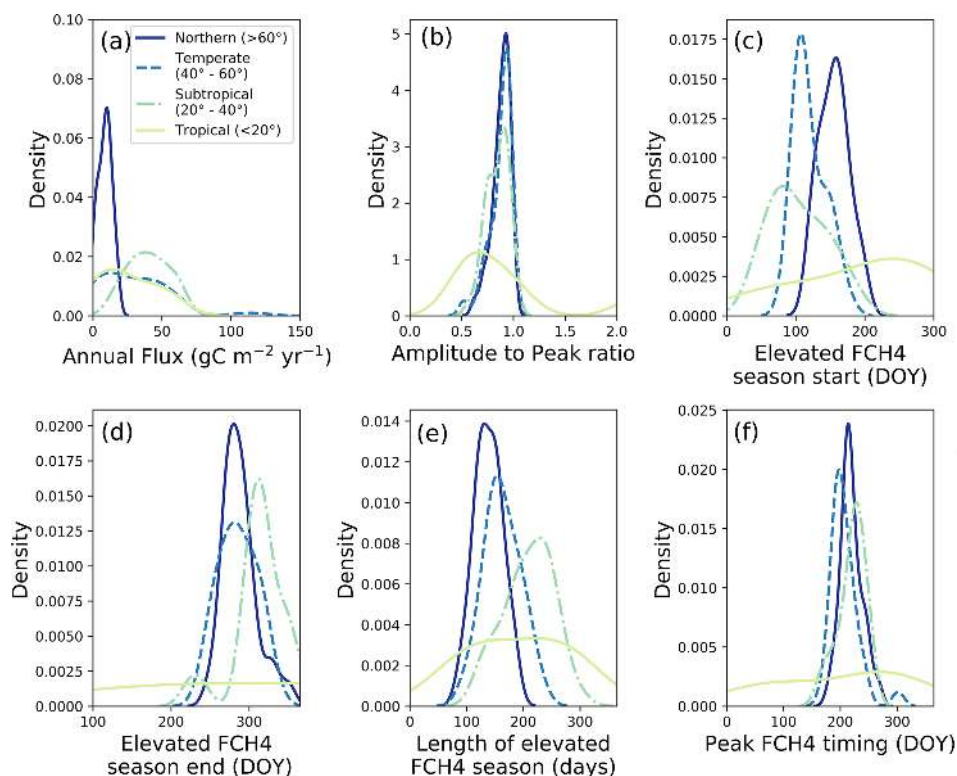 (a)
Northern (>60°)
Temperate
(40° - 60°)
Subtropical
(20° - 40°)
Tropical (<20°)
0.10
0.08
0.06
0.04
0.02
0.00
Density
0
50
100
150
Annual Flux (gC m⁻² yr⁻¹)
(b)
5
4
3
2
1
0
Density
0.0
0.5
1.0
1.5
2.0
Amplitude to Peak ratio
(c)
0.0175
0.0150
0.0125
0.0100
0.0075
0.0050
0.0025
0.0000
Density
0
100
200
300
Elevated FCH4
season start (DOY)
(d)
0.0200
0.0175
0.0150
0.0125
0.0100
0.0075
0.0050
0.0025
0.0000
Density
100
200
300
Elevated FCH4
season end (DOY)
(e)
0.014
0.012
0.010
0.008
0.006
0.004
0.002
0.000
Density
0
100
200
300
Length of elevated
FCH4 season (days)
(f)
0.025
0.020
0.015
0.010
0.005
0.000
Density
0
100
200
300
Peak FCH4 timing (DOY)